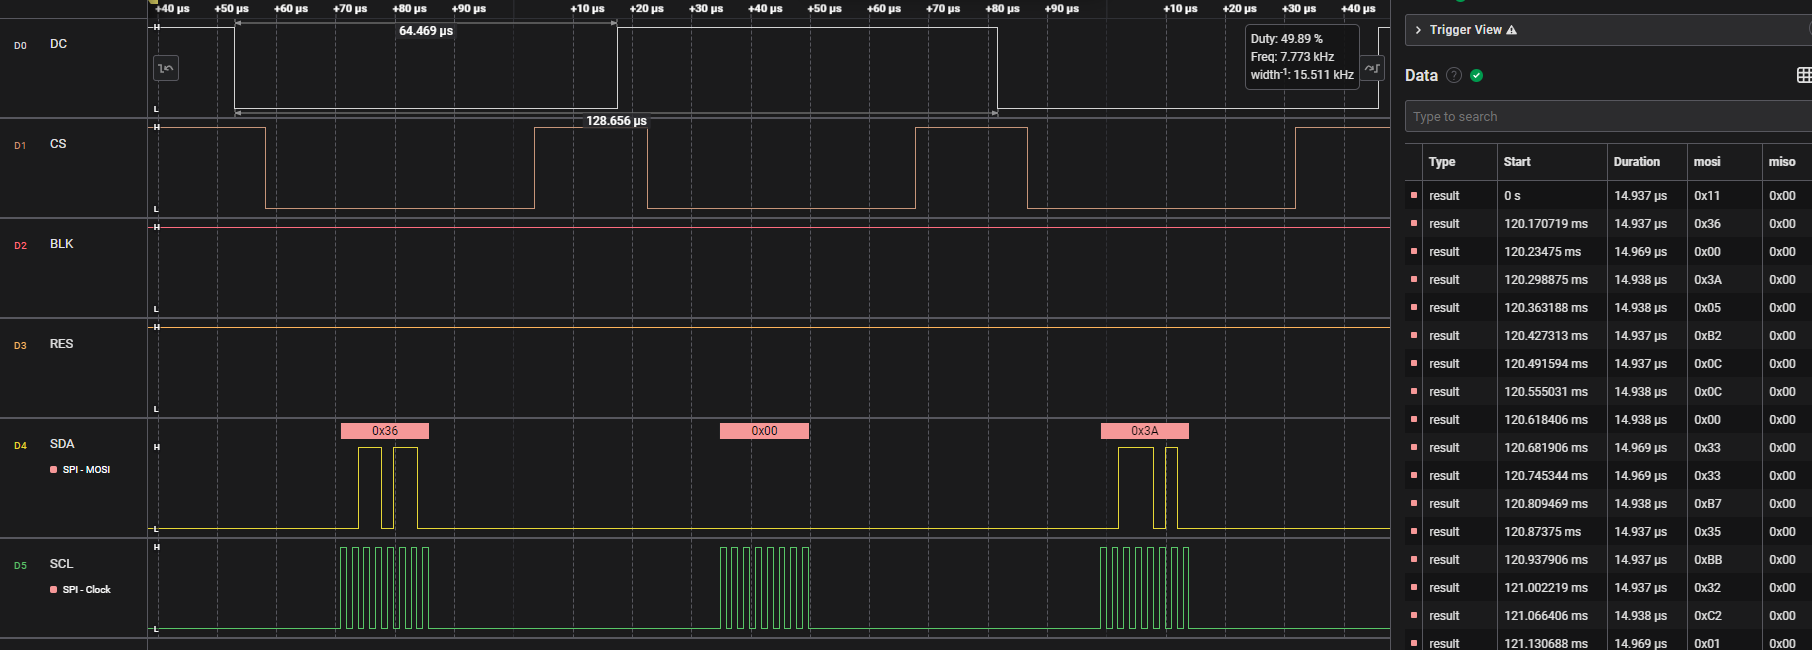 +40 µs +50 µs +60 µs +70 µs +80 µs +90 µs +10 µs +20 µs +30 µs +40 µs +50 µs +60 µs +70 µs +80 µs +90 µs +10 µs +20 µs +30 µs +40 µs
D0 DC
H
L
64.469 µs
128.656 µs
Duty: 49.89 %
Freq: 7.773 kHz
width-1: 15.511 kHz
D1 CS
H
L
D2 BLK
H
L
D3 RES
H
L
D4 SDA
SPI - MOSI
H
L
0x36 0x00 0x3A
D5 SCL
SPI - Clock
H
L
Trigger View
Data ?
Type to search
Type Start Duration mosi miso
result 0 s 14.937 µs 0x11 0x00
result 120.170719 ms 14.937 µs 0x36 0x00
result 120.23475 ms 14.969 µs 0x00 0x00
result 120.298875 ms 14.938 µs 0x3A 0x00
result 120.363188 ms 14.938 µs 0x05 0x00
result 120.427313 ms 14.937 µs 0xB2 0x00
result 120.491594 ms 14.937 µs 0x0C 0x00
result 120.555031 ms 14.938 µs 0x0C 0x00
result 120.618406 ms 14.938 µs 0x00 0x00
result 120.681906 ms 14.969 µs 0x33 0x00
result 120.745344 ms 14.969 µs 0x33 0x00
result 120.809469 ms 14.938 µs 0xB7 0x00
result 120.87375 ms 14.937 µs 0x35 0x00
result 120.937906 ms 14.937 µs 0xBB 0x00
result 121.002219 ms 14.937 µs 0x32 0x00
result 121.066406 ms 14.938 µs 0xC2 0x00
result 121.130688 ms 14.969 µs 0x01 0x00